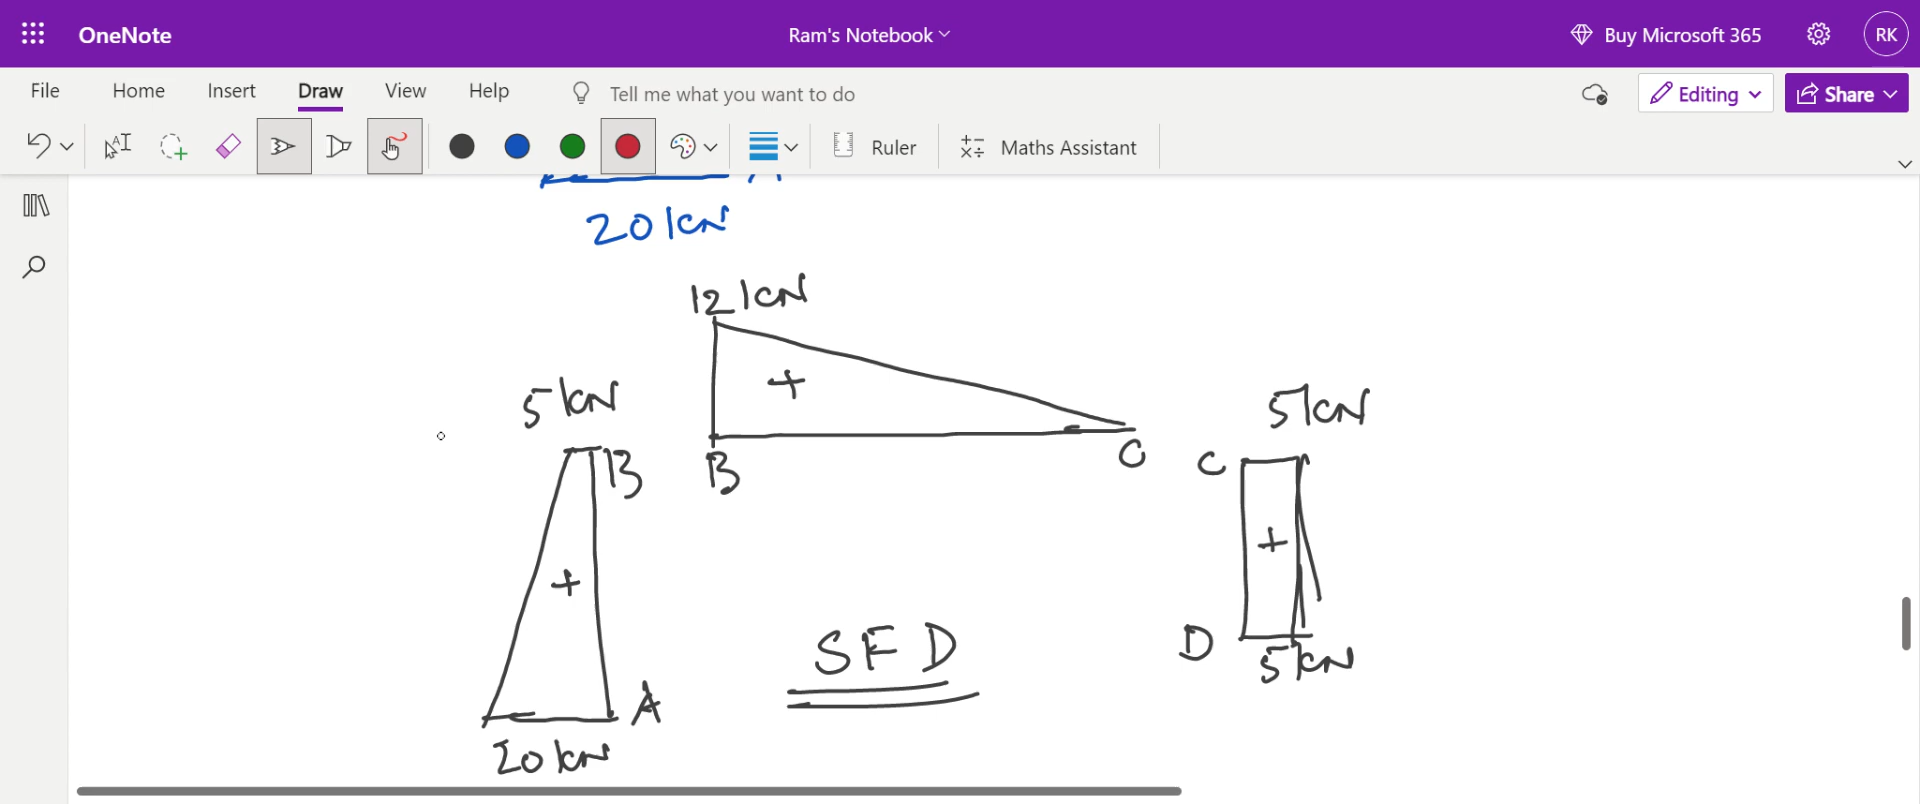 OneNote
Ram's Notebook
Buy Microsoft 365
RK
File Home Insert Draw View Help
Tell me what you want to do
Editing
Share
Ruler
Maths Assistant
20 kN
12 kN
5 kN
5 kN
B
B
C
C
+
+
+
SFD
D
5 kN
A
20 kN